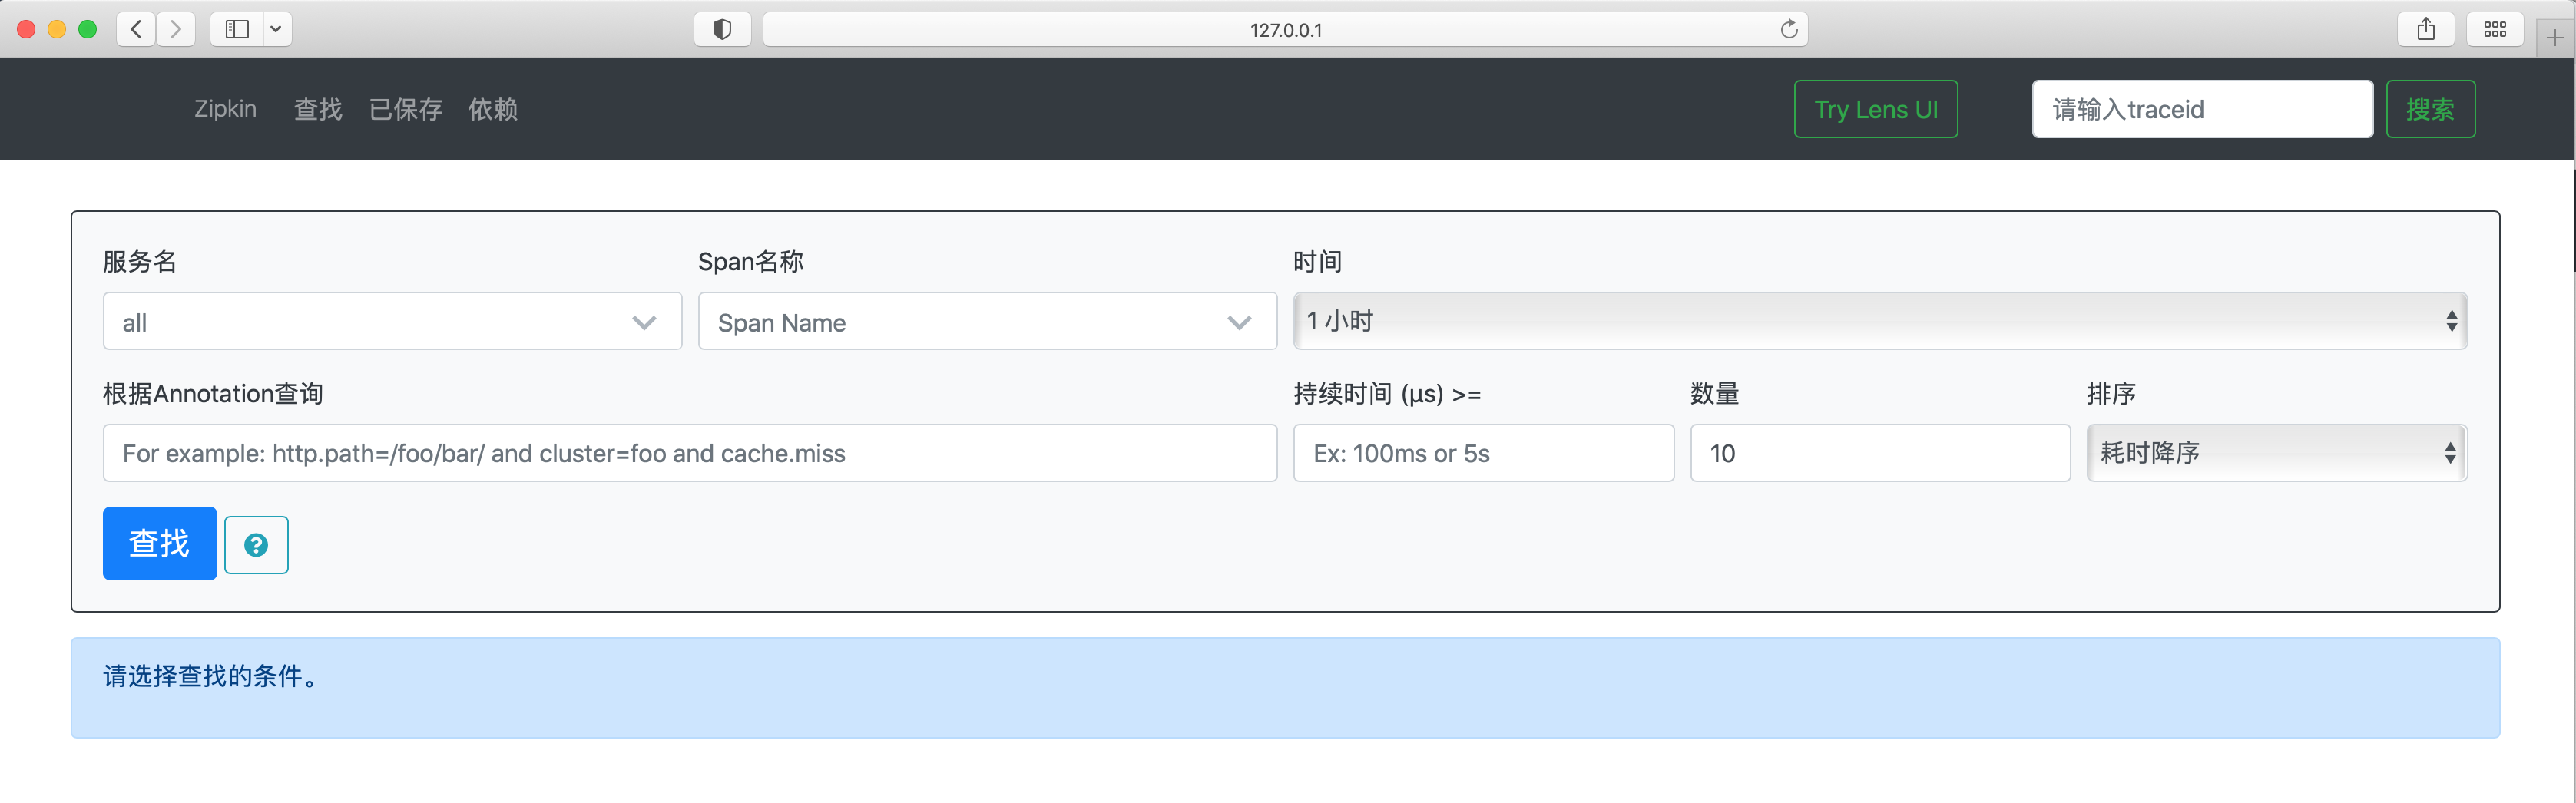 127.0.0.1
Zipkin 查找 已保存 依赖 Try Lens UI 请输入traceid 搜索
服务名 Span名称 时间
all Span Name 1 小时
根据Annotation查询 持续时间 (μs) >= 数量 排序
For example: http.path=/foo/bar/ and cluster=foo and cache.miss Ex: 100ms or 5s 10 耗时降序
查找 ?
请选择查找的条件。